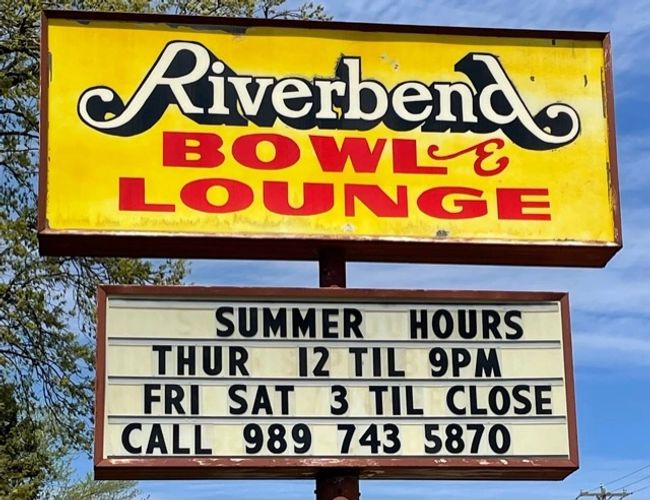 Riverbend
BOWL &
LOUNGE
SUMMER HOURS
THUR 12 TIL 9PM
FRI SAT 3 TIL CLOSE
CALL 989 743 5870